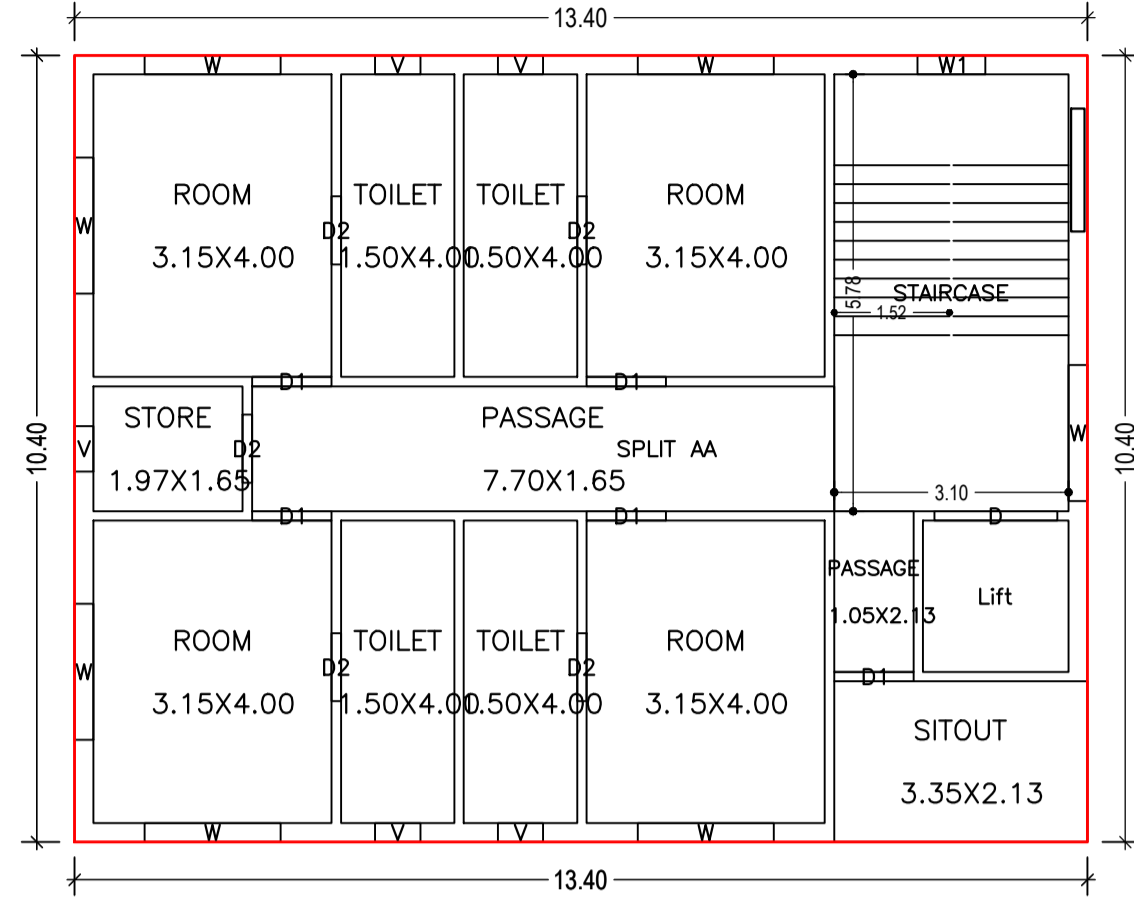 13.40
W
V
V
W
W1
ROOM
TOILET
TOILET
ROOM
W
D2
D2
3.15X4.00
1.50X4.00
1.50X4.00
3.15X4.00
5.78
STAIRCASE
1.52
D1
D1
STORE
PASSAGE
10.40
V
D2
SPLIT AA
W
10.40
1.97X1.65
7.70X1.65
3.10
D1
D1
D
PASSAGE
Lift
1.05X2.13
ROOM
TOILET
TOILET
ROOM
W
D2
D2
D1
3.15X4.00
1.50X4.00
1.50X4.00
3.15X4.00
SITOUT
3.35X2.13
W
V
V
W
13.40